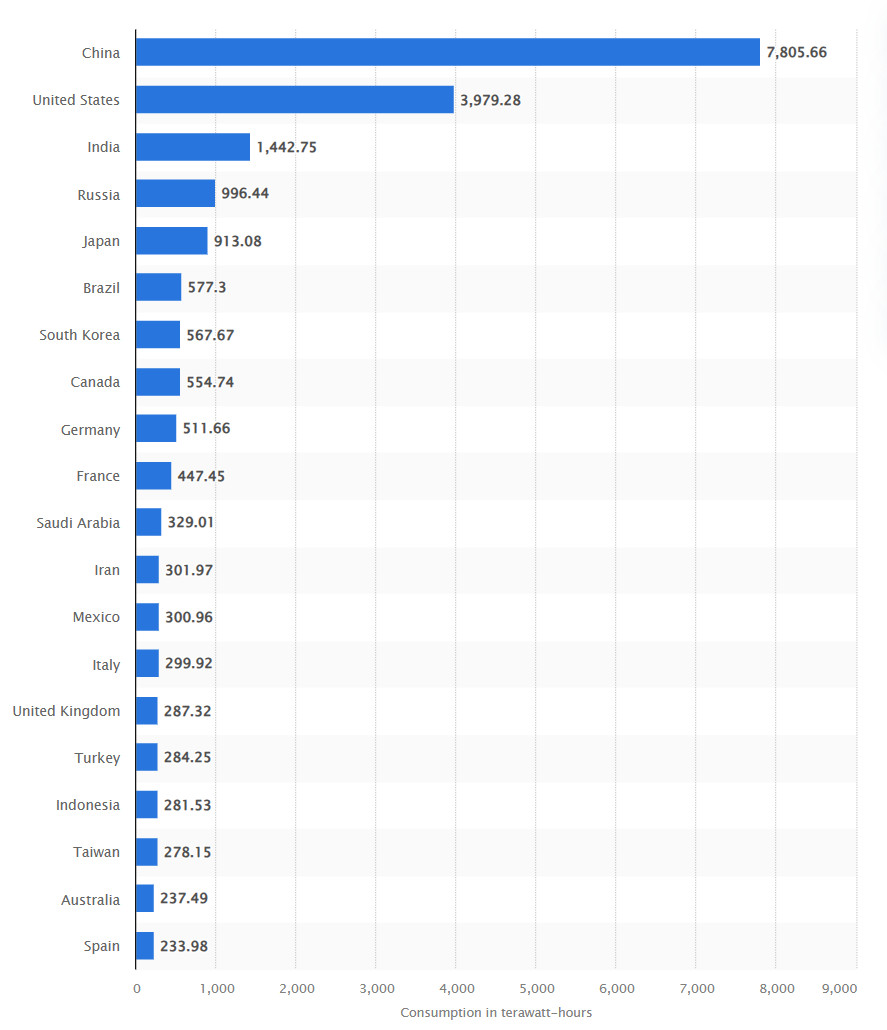 China 7,805.66
United States 3,979.28
India 1,442.75
Russia 996.44
Japan 913.08
Brazil 577.3
South Korea 567.67
Canada 554.74
Germany 511.66
France 447.45
Saudi Arabia 329.01
Iran 301.97
Mexico 300.96
Italy 299.92
United Kingdom 287.32
Turkey 284.25
Indonesia 281.53
Taiwan 278.15
Australia 237.49
Spain 233.98
0 1,000 2,000 3,000 4,000 5,000 6,000 7,000 8,000 9,000
Consumption in terawatt-hours